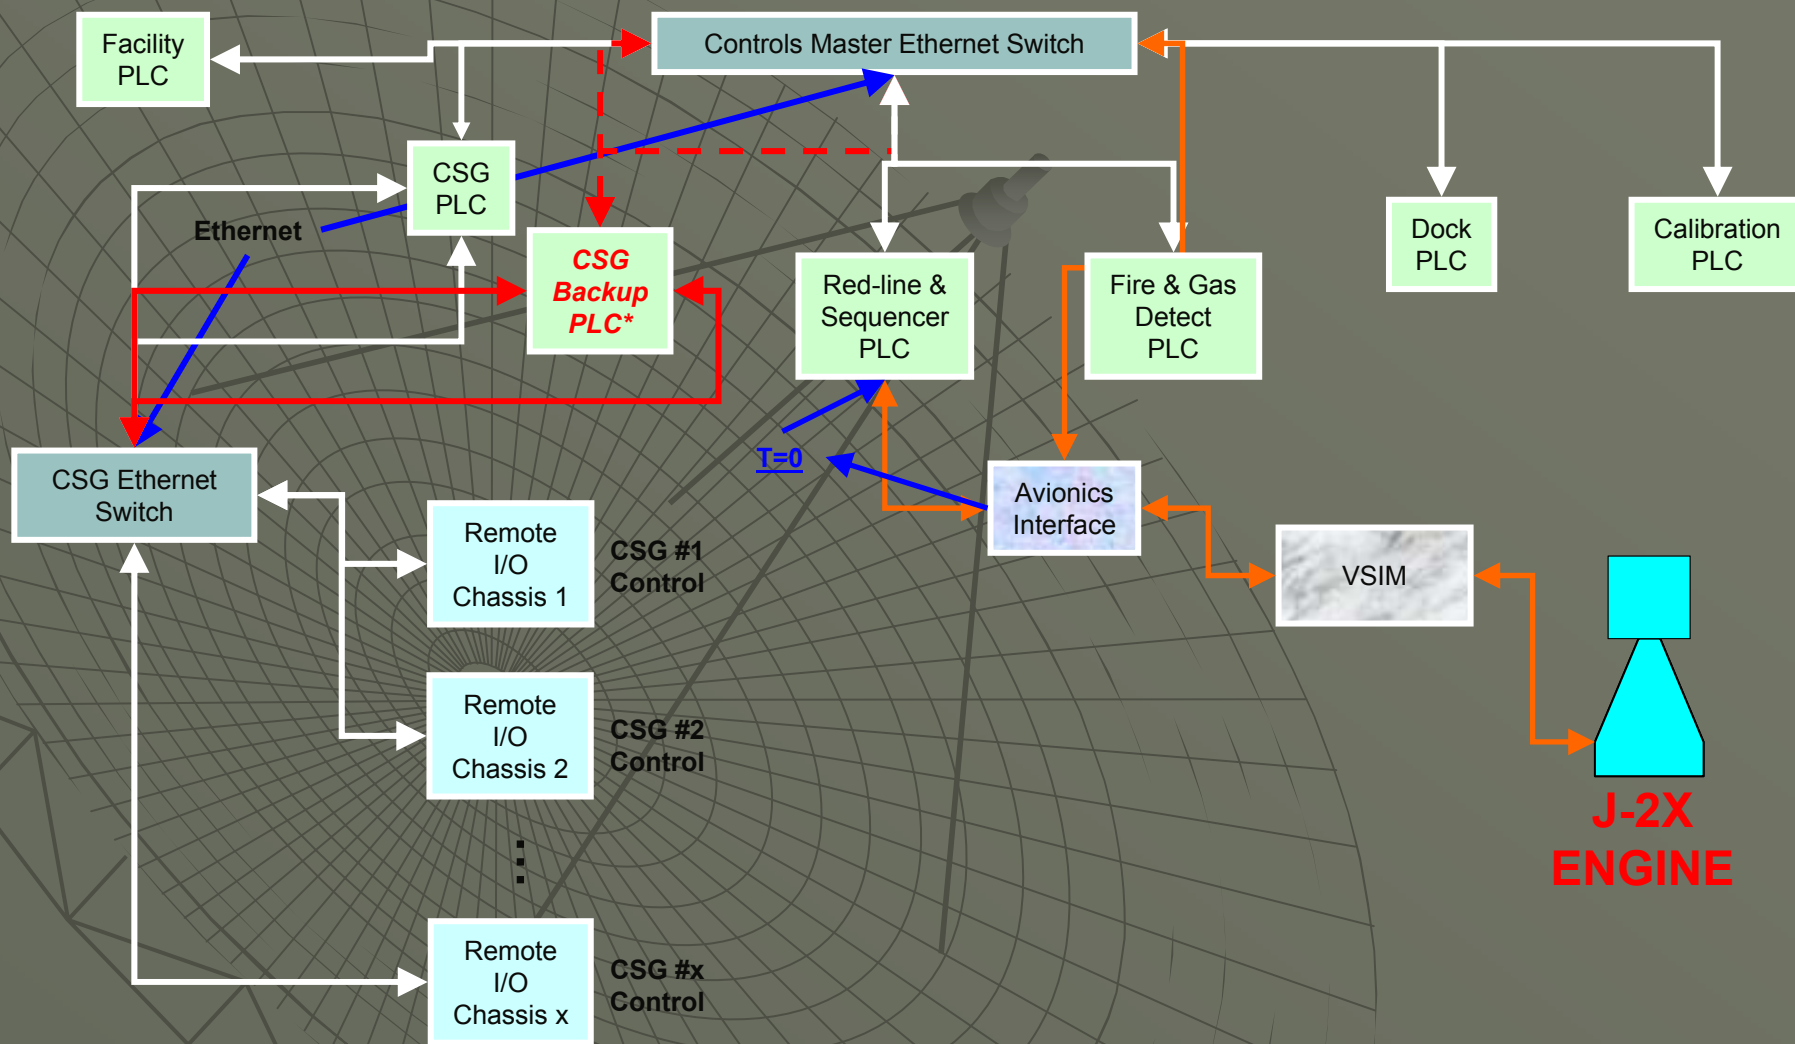 Facility
PLC
Controls Master Ethernet Switch
CSG
PLC
Ethernet
CSG
Backup
PLC*
Red-line &
Sequencer
PLC
Fire & Gas
Detect
PLC
Dock
PLC
Calibration
PLC
T=0
CSG Ethernet
Switch
Avionics
Interface
VSIM
Remote
I/O
Chassis 1
CSG #1
Control
Remote
I/O
Chassis 2
CSG #2
Control
⋮
Remote
I/O
Chassis x
CSG #x
Control
J-2X
ENGINE